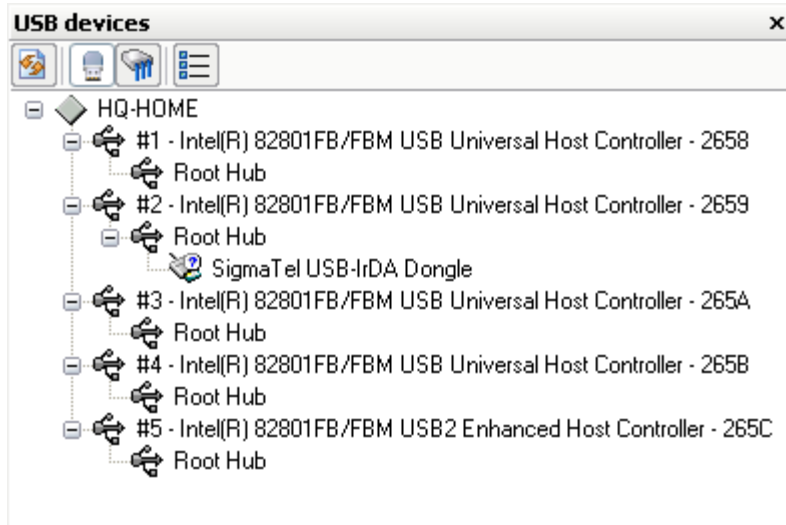 USB devices
HQ-HOME
#1 - Intel(R) 82801FB/FBM USB Universal Host Controller - 2658
Root Hub
#2 - Intel(R) 82801FB/FBM USB Universal Host Controller - 2659
Root Hub
SigmaTel USB-IrDA Dongle
#3 - Intel(R) 82801FB/FBM USB Universal Host Controller - 265A
Root Hub
#4 - Intel(R) 82801FB/FBM USB Universal Host Controller - 265B
Root Hub
#5 - Intel(R) 82801FB/FBM USB2 Enhanced Host Controller - 265C
Root Hub